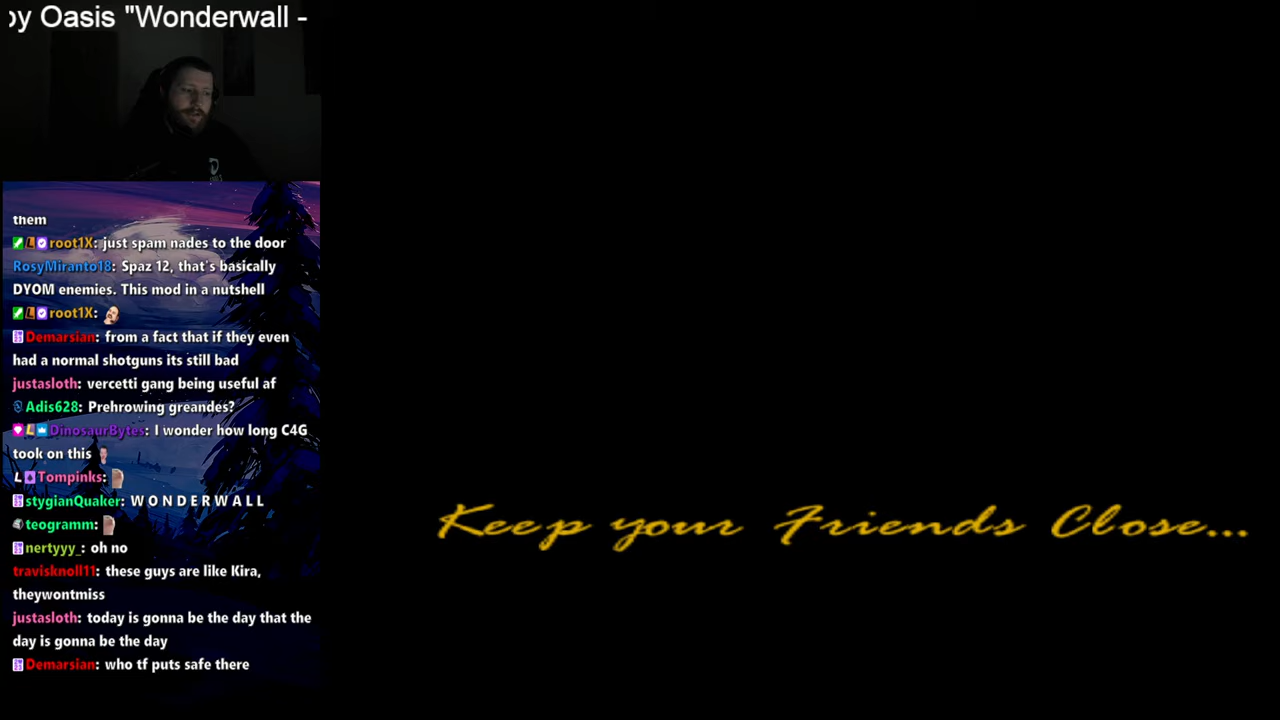 by Oasis "Wonderwall -
them
root1X: just spam nades to the door
RosyMiranto18: Spaz 12, that's basically
DYOM enemies. This mod in a nutshell
root1X:
Demarsian: from a fact that if they even
had a normal shotguns its still bad
justasloth: vercetti gang being useful af
Adis628: Prehrowing greandes?
DinosaurBytes: I wonder how long C4G
took on this
Tompinks:
stygianQuaker: W O N D E R W A L L
teogramm:
nertyyy_: oh no
travisknoll11: these guys are like Kira,
theywontmiss
justasloth: today is gonna be the day that the
day is gonna be the day
Demarsian: who tf puts safe there
Keep your Friends Close...